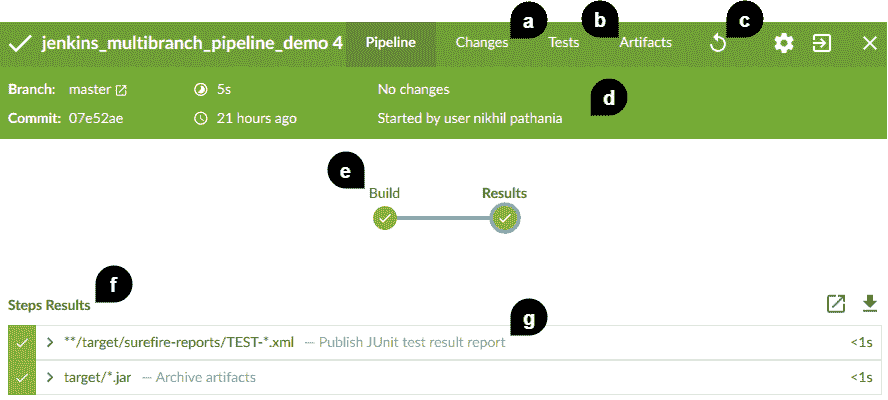 a b c
jenkins_multibranch_pipeline_demo 4 Pipeline Changes Tests Artifacts
Branch: master 5s No changes
d
Commit: 07e52ae 21 hours ago Started by user nikhil pathania
e
Build Results
f
Steps Results
g
**/target/surefire-reports/TEST-*.xml — Publish JUnit test result report <1s
target/*.jar — Archive artifacts <1s